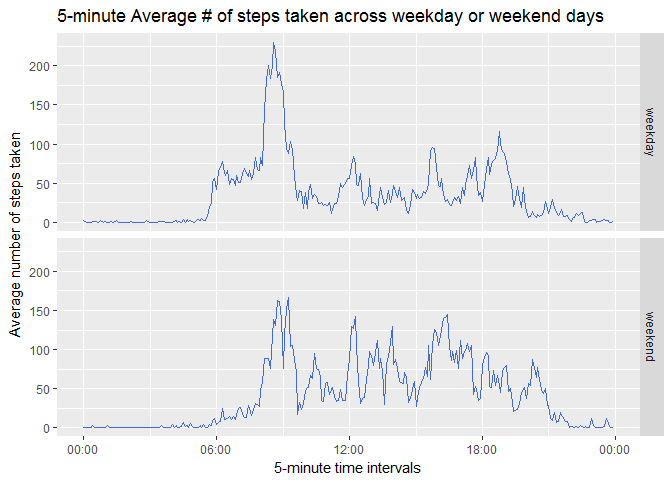 5-minute Average # of steps taken across weekday or weekend days
Average number of steps taken
200
150
100
50
0
weekday
200
150
100
50
0
weekend
00:00 06:00 12:00 18:00 00:00
5-minute time intervals